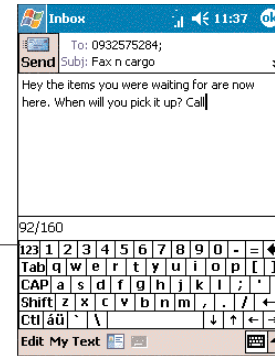 Inbox 11:37 ok
To: 0932575284;
Send Subj: Fax n cargo
Hey the items you were waiting for are now
here. When will you pick it up? Call
92/160
123 1 2 3 4 5 6 7 8 9 0 - =
Tab q w e r t y u i o p [ ]
CAP a s d f g h j k l ; '
Shift z x c v b n m , . /
Ctl áü ` \
Edit My Text